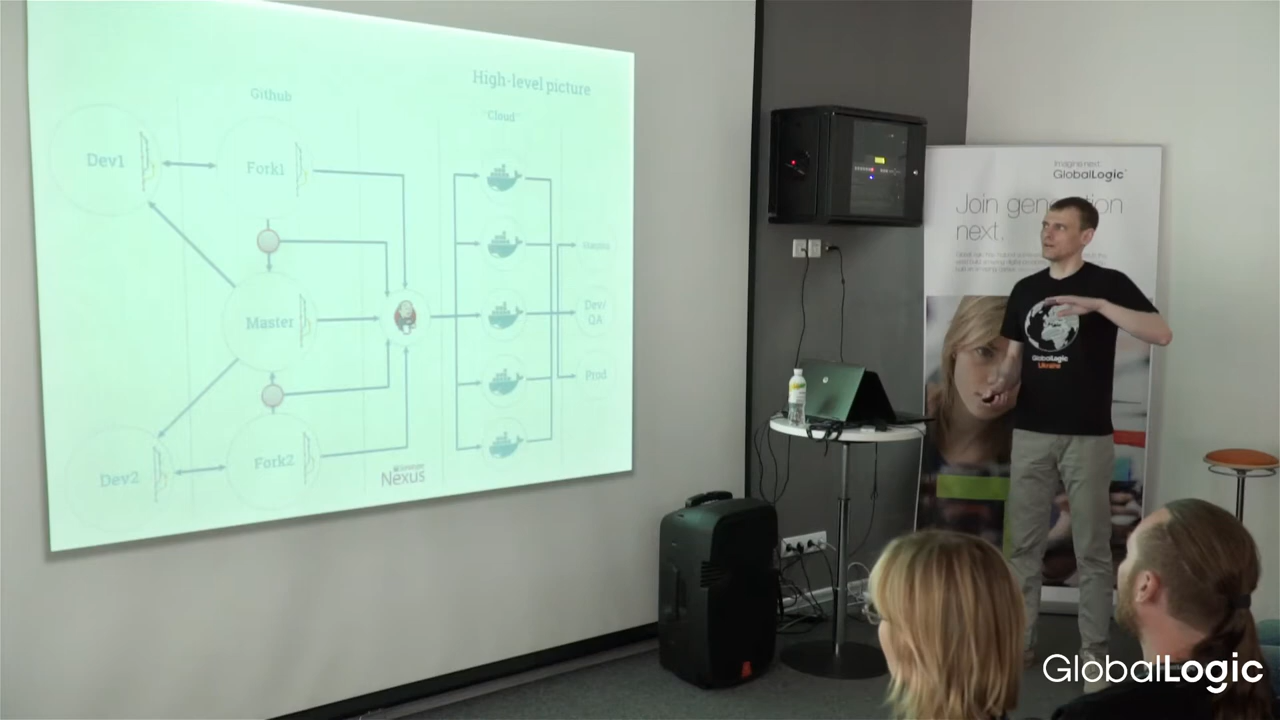 High-level picture
Github
Cloud
Dev1
Fork1
Master
Dev/
QA
Prod
Dev2
Fork2
Nexus
Imagine next.
GlobalLogic
Join generation
next.
GlobalLogic
Ukraine
GlobalLogic